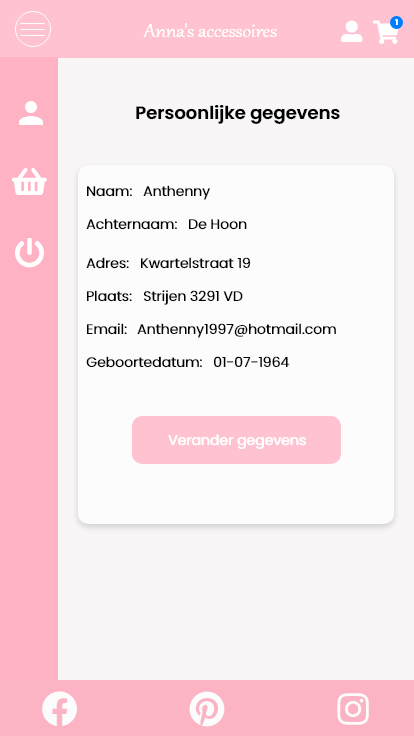 Anna's accessoires
1
Persoonlijke gegevens
Naam: Anthenny
Achternaam: De Hoon
Adres: Kwartelstraat 19
Plaats: Strijen 3291 VD
Email: Anthenny1997@hotmail.com
Geboortedatum: 01-07-1964
Verander gegevens